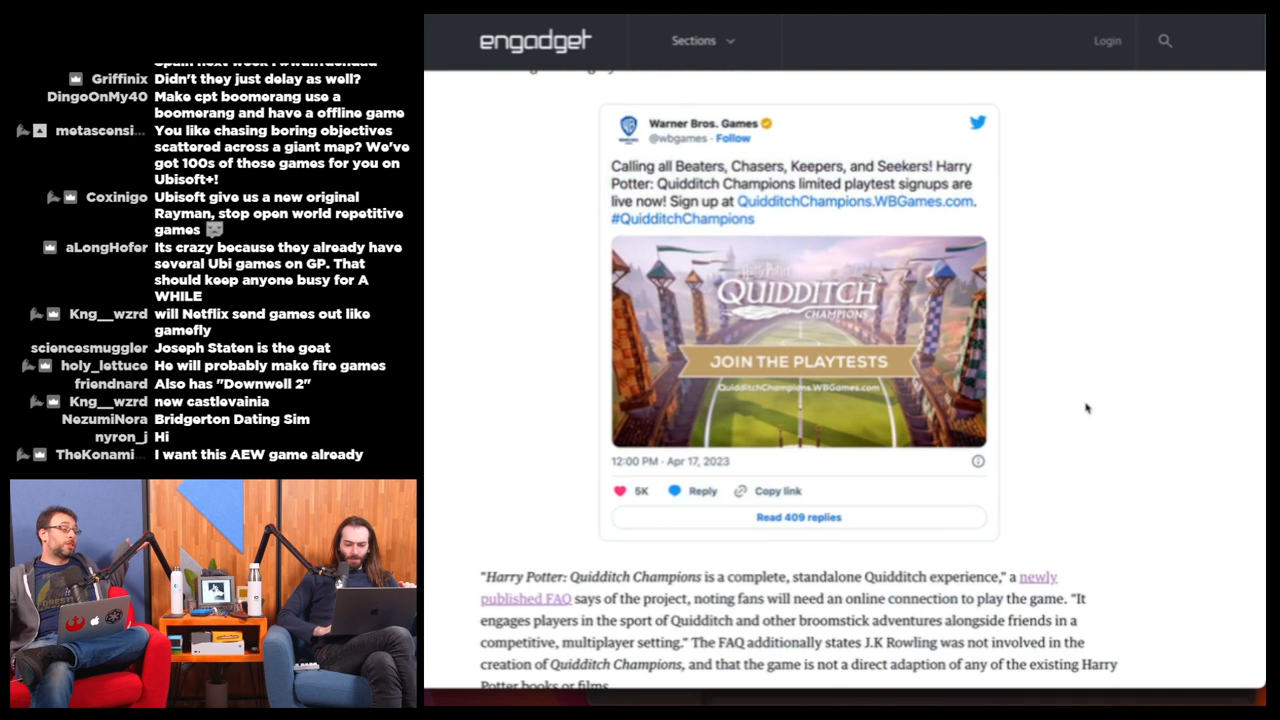 Griffinix Didn't they just delay as well?
DingoOnMy40 Make cpt boomerang use a
boomerang and have a offline game
metascensi... You like chasing boring objectives
scattered across a giant map? We've
got 100s of those games for you on
Ubisoft+!
Coxinigo Ubisoft give us a new original
Rayman, stop open world repetitive
games
aLongHofer Its crazy because they already have
several Ubi games on GP. That
should keep anyone busy for A
WHILE
Kng__wzrd will Netflix send games out like
gamefly
sciencesmuggler Joseph Staten is the goat
holy_lettuce He will probably make fire games
friendnard Also has "Downwell 2"
Kng__wzrd new castlevainia
NezumiNora Bridgerton Dating Sim
nyron_j Hi
TheKonami... I want this AEW game already
engadget
Sections
Login
Warner Bros. Games
@wbgames · Follow
Calling all Beaters, Chasers, Keepers, and Seekers! Harry
Potter: Quidditch Champions limited playtest signups are
live now! Sign up at QuidditchChampions.WBGames.com.
#QuidditchChampions
Harry Potter
QUIDDITCH
CHAMPIONS
JOIN THE PLAYTESTS
QuidditchChampions.WBGames.com
12:00 PM · Apr 17, 2023
5K Reply Copy link
Read 409 replies
"Harry Potter: Quidditch Champions is a complete, standalone Quidditch experience," a newly
published FAQ says of the project, noting fans will need an online connection to play the game. "It
engages players in the sport of Quidditch and other broomstick adventures alongside friends in a
competitive, multiplayer setting." The FAQ additionally states J.K Rowling was not involved in the
creation of Quidditch Champions, and that the game is not a direct adaption of any of the existing Harry
Potter books or films.